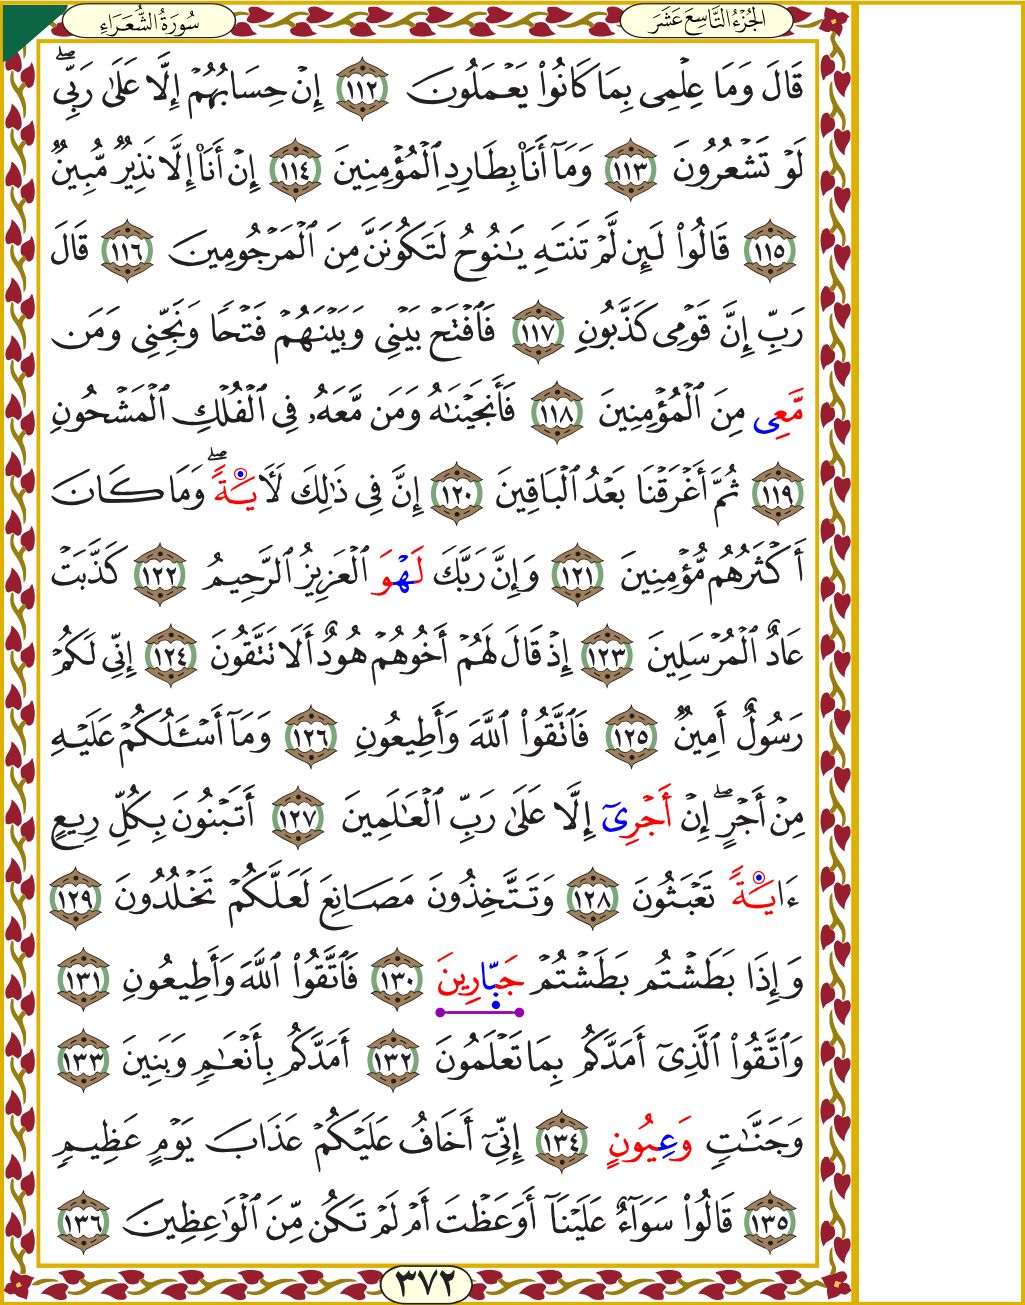 الجُزْءُ التَّاسِعَ عَشَرَ
سُورَةُ الشُّعَرَاءِ
قَالَ وَمَا عِلْمِى بِمَا كَانُواْ يَعْمَلُونَ ١١٢ إِنْ حِسَابُهُمْ إِلَّا عَلَىٰ رَبِّىۖ
لَوْ تَشْعُرُونَ ١١٣ وَمَآ أَنَا۠ بِطَارِدِ ٱلْمُؤْمِنِينَ ١١٤ إِنْ أَنَا۠ إِلَّا نَذِيرٌ مُّبِينٌ
١١٥ قَالُواْ لَئِن لَّمْ تَنتَهِ يَـٰنُوحُ لَتَكُونَنَّ مِنَ ٱلْمَرْجُومِينَ ١١٦ قَالَ
رَبِّ إِنَّ قَوْمِى كَذَّبُونِ ١١٧ فَٱفْتَحْ بَيْنِى وَبَيْنَهُمْ فَتْحًا وَنَجِّنِى وَمَن
مَّعِى مِنَ ٱلْمُؤْمِنِينَ ١١٨ فَأَنجَيْنَـٰهُ وَمَن مَّعَهُۥ فِى ٱلْفُلْكِ ٱلْمَشْحُونِ
١١٩ ثُمَّ أَغْرَقْنَا بَعْدُ ٱلْبَاقِينَ ١٢٠ إِنَّ فِى ذَٰلِكَ لَأَيَةًۖ وَمَا كَانَ
أَكْثَرُهُم مُّؤْمِنِينَ ١٢١ وَإِنَّ رَبَّكَ لَهْوَ ٱلْعَزِيزُ ٱلرَّحِيمُ ١٢٢ كَذَّبَتْ
عَادٌ ٱلْمُرْسَلِينَ ١٢٣ إِذْ قَالَ لَهُمْ أَخُوهُمْ هُودٌ أَلَا تَتَّقُونَ ١٢٤ إِنِّى لَكُمْ
رَسُولٌ أَمِينٌ ١٢٥ فَٱتَّقُواْ ٱللَّهَ وَأَطِيعُونِ ١٢٦ وَمَآ أَسْـَٔلُكُمْ عَلَيْهِ
مِنْ أَجْرٍۖ إِنْ أَجْرِىٓ إِلَّا عَلَىٰ رَبِّ ٱلْعَـٰلَمِينَ ١٢٧ أَتَبْنُونَ بِكُلِّ رِيعٍ
ءَايَةً تَعْبَثُونَ ١٢٨ وَتَتَّخِذُونَ مَصَانِعَ لَعَلَّكُمْ تَخْلُدُونَ ١٢٩
وَإِذَا بَطَشْتُم بَطَشْتُمْ جَبَّارِينَ ١٣٠ فَٱتَّقُواْ ٱللَّهَ وَأَطِيعُونِ ١٣١
وَٱتَّقُواْ ٱلَّذِىٓ أَمَدَّكُم بِمَا تَعْلَمُونَ ١٣٢ أَمَدَّكُم بِأَنْعَـٰمٍ وَبَنِينَ ١٣٣
وَجَنَّـٰتٍ وَعِيُونٍ ١٣٤ إِنِّىٓ أَخَافُ عَلَيْكُمْ عَذَابَ يَوْمٍ عَظِيمٍ
١٣٥ قَالُواْ سَوَآءٌ عَلَيْنَآ أَوَعَظْتَ أَمْ لَمْ تَكُن مِّنَ ٱلْوَٰعِظِينَ ١٣٦
٣٧٢